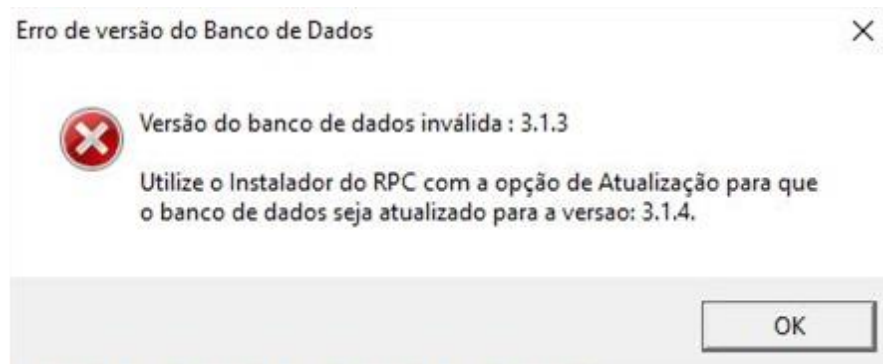 Erro de versão do Banco de Dados
Versão do banco de dados inválida : 3.1.3
Utilize o Instalador do RPC com a opção de Atualização para que
o banco de dados seja atualizado para a versao: 3.1.4.
OK